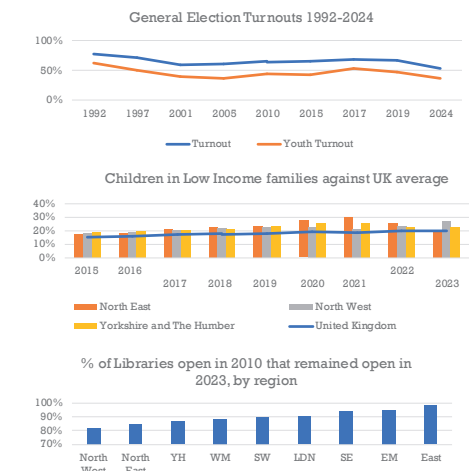 General Election Turnouts 1992-2024
100%
50%
0%
1992 1997 2001 2005 2010 2015 2017 2019 2024
Turnout Youth Turnout
Children in Low Income families against UK average
40%
30%
20%
10%
0%
2015 2016 2022
2017 2018 2019 2020 2021 2023
North East North West
Yorkshire and The Humber United Kingdom
% of Libraries open in 2010 that remained open in
2023, by region
100%
90%
80%
70%
North North YH WM SW LDN SE EM East
West East